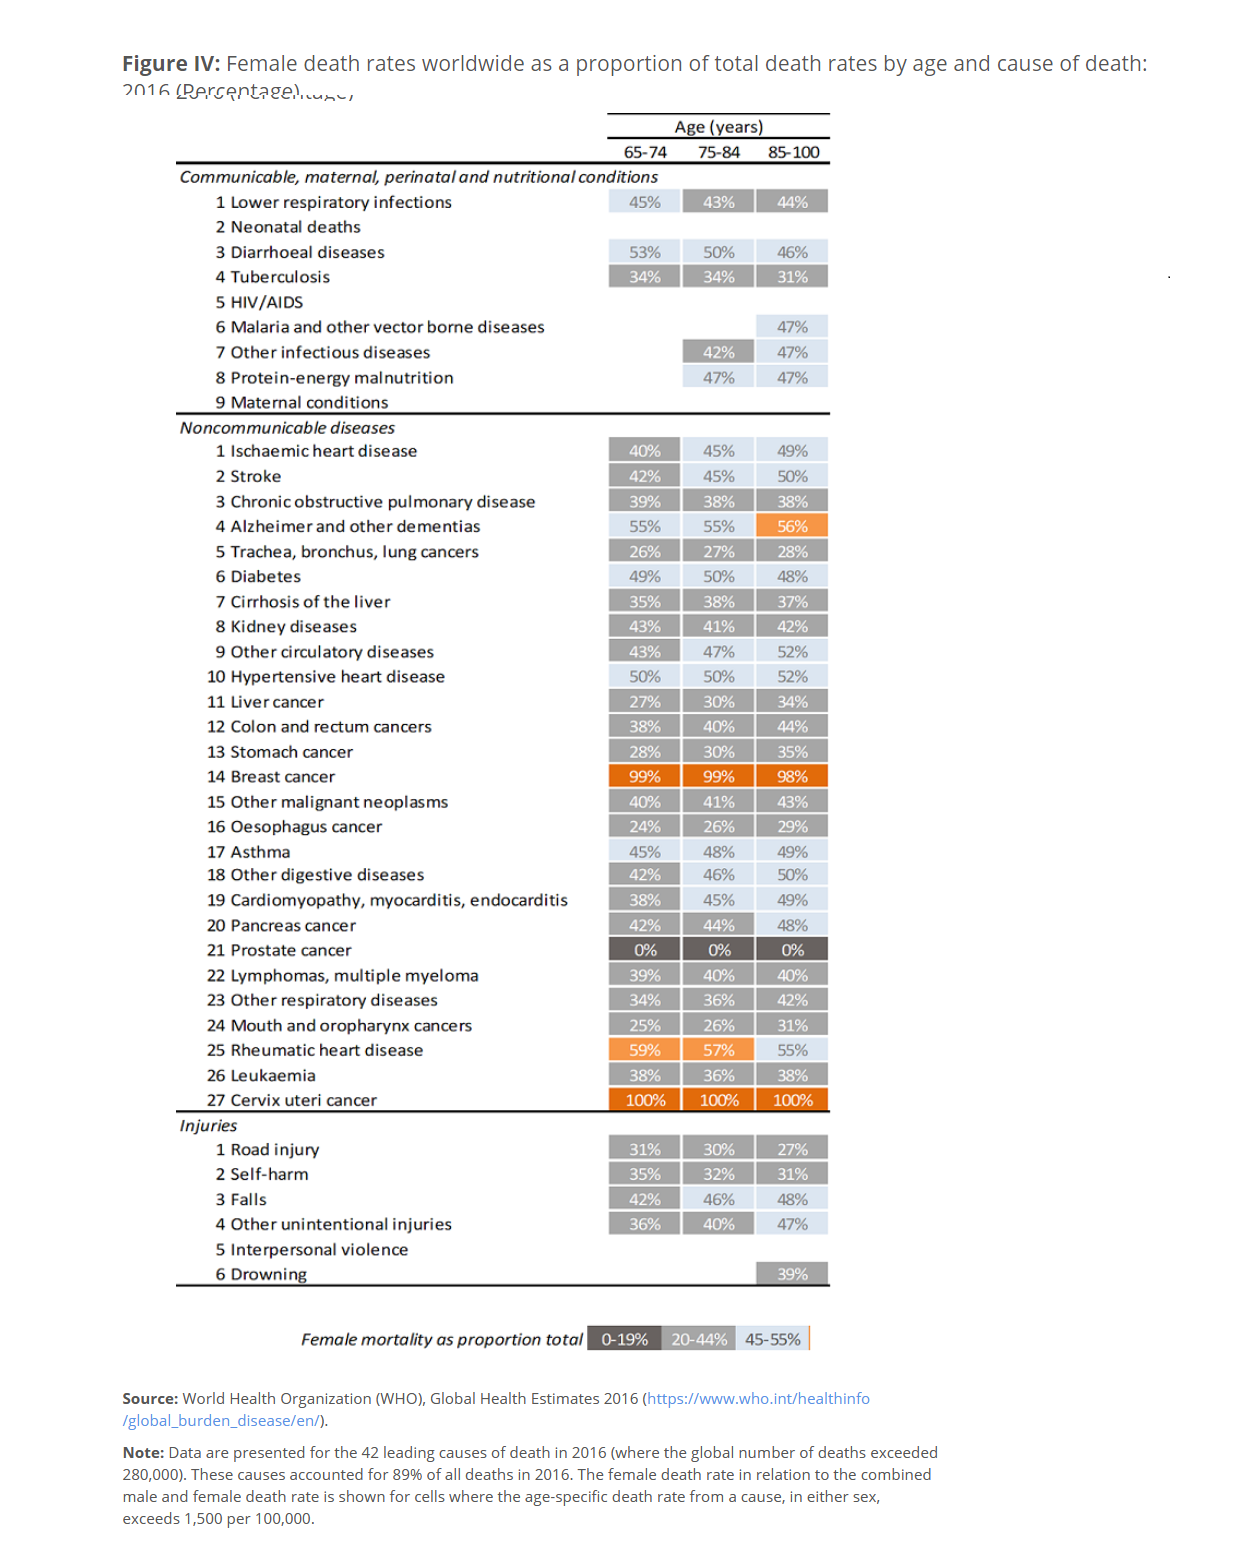 Figure IV: Female death rates worldwide as a proportion of total death rates by age and cause of death:
2016 (Percentage)
Age (years)
65-74 75-84 85-100
Communicable, maternal, perinatal and nutritional conditions
1 Lower respiratory infections 45% 43% 44%
2 Neonatal deaths
3 Diarrhoeal diseases 53% 50% 46%
4 Tuberculosis 34% 34% 31%
5 HIV/AIDS
6 Malaria and other vector borne diseases 47%
7 Other infectious diseases 42% 47%
8 Protein-energy malnutrition 47% 47%
9 Maternal conditions
Noncommunicable diseases
1 Ischaemic heart disease 40% 45% 49%
2 Stroke 42% 45% 50%
3 Chronic obstructive pulmonary disease 39% 38% 38%
4 Alzheimer and other dementias 55% 55% 56%
5 Trachea, bronchus, lung cancers 26% 27% 28%
6 Diabetes 49% 50% 48%
7 Cirrhosis of the liver 35% 38% 37%
8 Kidney diseases 43% 41% 42%
9 Other circulatory diseases 43% 47% 52%
10 Hypertensive heart disease 50% 50% 52%
11 Liver cancer 27% 30% 34%
12 Colon and rectum cancers 38% 40% 44%
13 Stomach cancer 28% 30% 35%
14 Breast cancer 99% 99% 98%
15 Other malignant neoplasms 40% 41% 43%
16 Oesophagus cancer 24% 26% 29%
17 Asthma 45% 48% 49%
18 Other digestive diseases 42% 46% 50%
19 Cardiomyopathy, myocarditis, endocarditis 38% 45% 49%
20 Pancreas cancer 42% 44% 48%
21 Prostate cancer 0% 0% 0%
22 Lymphomas, multiple myeloma 39% 40% 40%
23 Other respiratory diseases 34% 36% 42%
24 Mouth and oropharynx cancers 25% 26% 31%
25 Rheumatic heart disease 59% 57% 55%
26 Leukaemia 38% 36% 38%
27 Cervix uteri cancer 100% 100% 100%
Injuries
1 Road injury 31% 30% 27%
2 Self-harm 35% 32% 31%
3 Falls 42% 46% 48%
4 Other unintentional injuries 36% 40% 47%
5 Interpersonal violence
6 Drowning 39%
Female mortality as proportion total 0-19% 20-44% 45-55%
Source: World Health Organization (WHO), Global Health Estimates 2016 (https://www.who.int/healthinfo
/global_burden_disease/en/).
Note: Data are presented for the 42 leading causes of death in 2016 (where the global number of deaths exceeded
280,000). These causes accounted for 89% of all deaths in 2016. The female death rate in relation to the combined
male and female death rate is shown for cells where the age-specific death rate from a cause, in either sex,
exceeds 1,500 per 100,000.